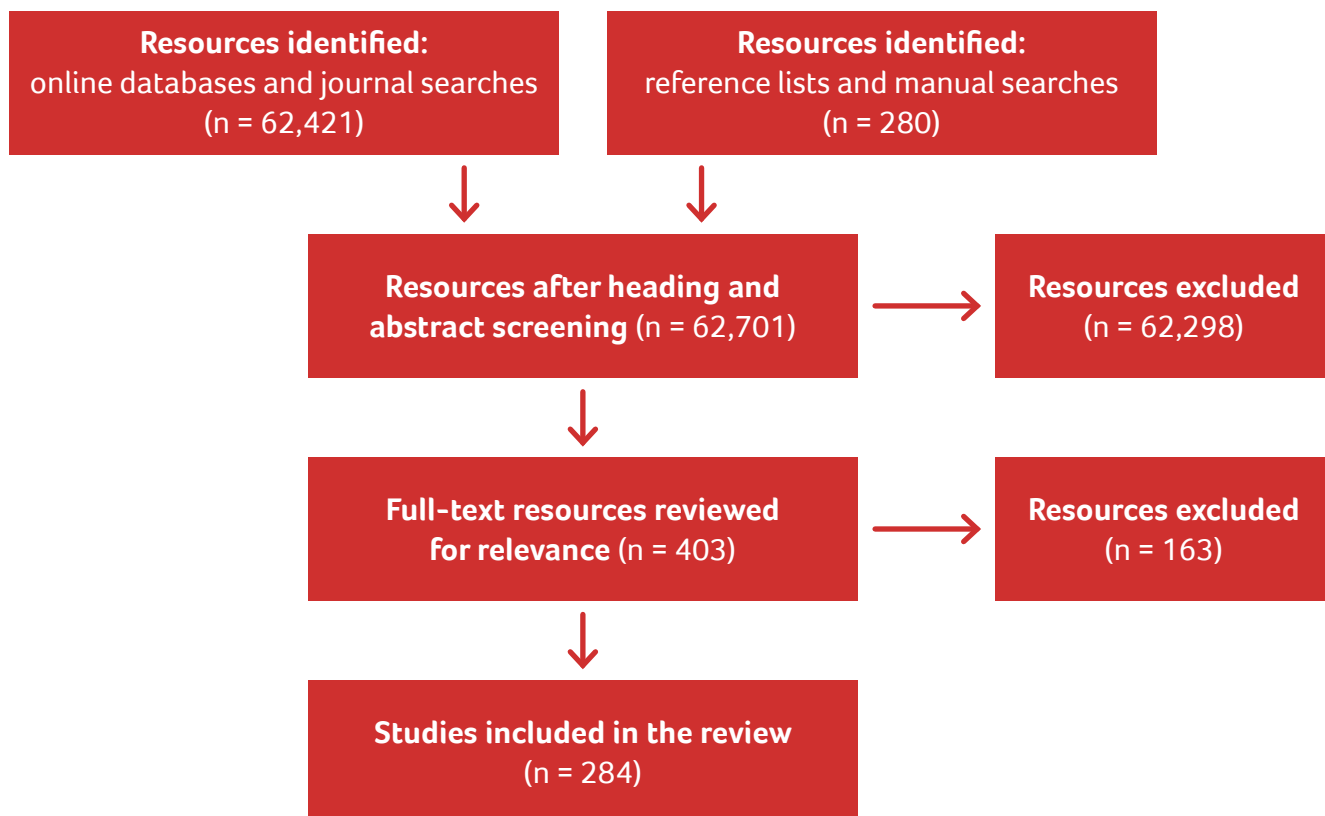 Resources identified:
online databases and journal searches
(n = 62,421)
Resources identified:
reference lists and manual searches
(n = 280)
Resources after heading and
abstract screening (n = 62,701)
Resources excluded
(n = 62,298)
Full-text resources reviewed
for relevance (n = 403)
Resources excluded
(n = 163)
Studies included in the review
(n = 284)